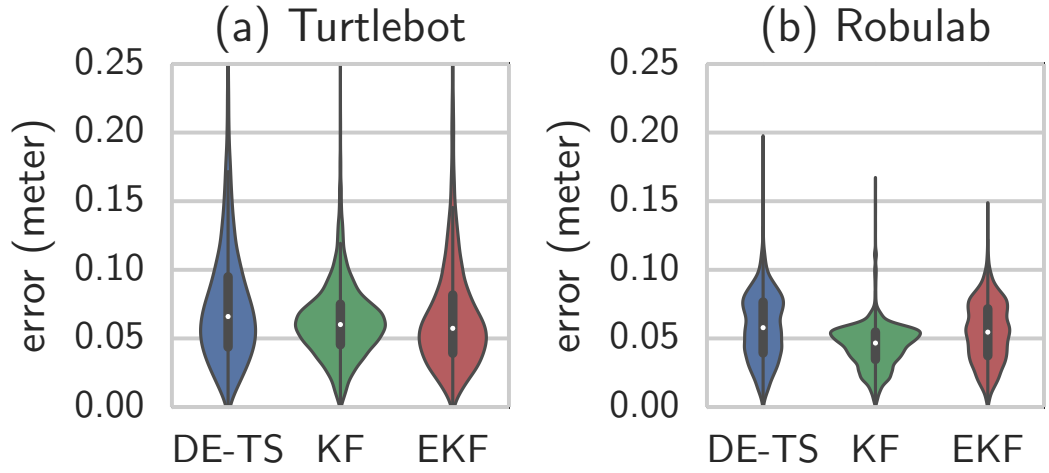 (a) Turtlebot
error (meter)
0.25
0.20
0.15
0.10
0.05
0.00
DE-TS KF EKF
(b) Robulab
error (meter)
0.25
0.20
0.15
0.10
0.05
0.00
DE-TS KF EKF